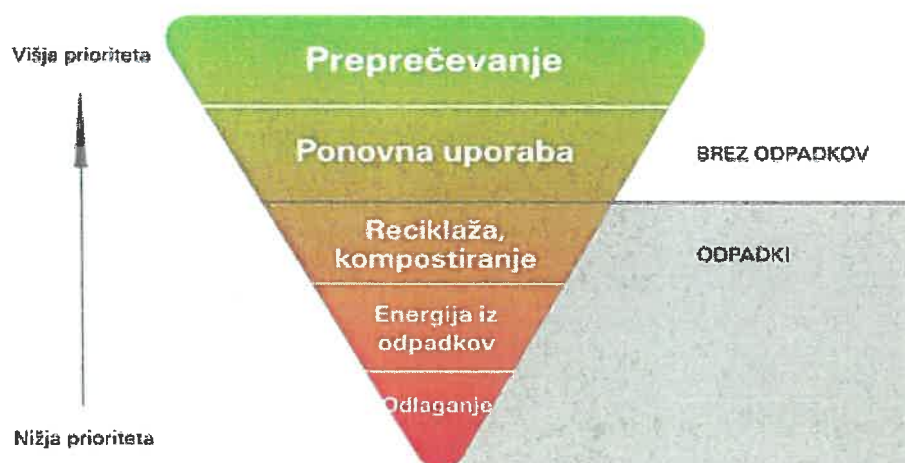 Višja prioriteta
Preprečevanje
Ponovna uporaba
BREZ ODPADKOV
Reciklaža,
kompostiranje
ODPADKI
Energija iz
odpadkov
Odlaganje
Nižja prioriteta